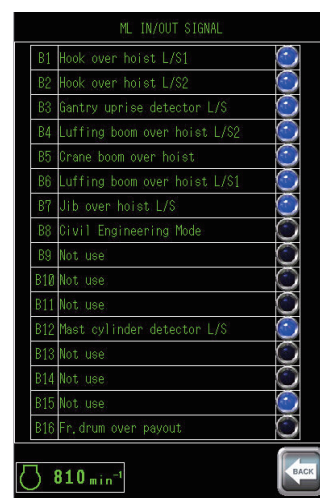 ML IN/OUT SIGNAL
B1 Hook over hoist L/S1
B2 Hook over hoist L/S2
B3 Gantry uprise detector L/S
B4 Luffing boom over hoist L/S2
B5 Crane boom over hoist
B6 Luffing boom over hoist L/S1
B7 Jib over hoist L/S
B8 Civil Engineering Mode
B9 Not use
B10 Not use
B11 Not use
B12 Mast cylinder detector L/S
B13 Not use
B14 Not use
B15 Not use
B16 Fr.drum over payout
810 min⁻¹
BACK